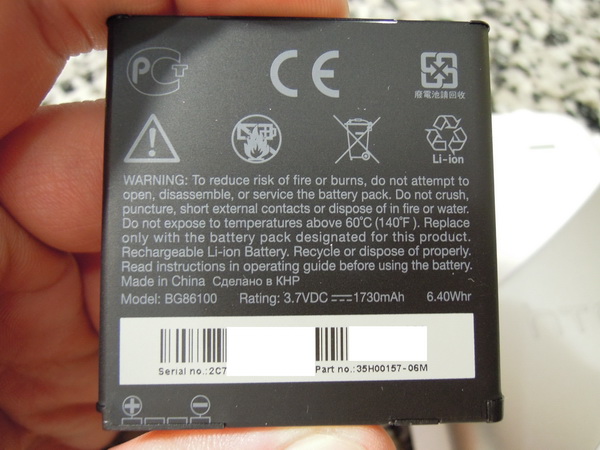 PCT
CE
廢電池請回收
Li-ion
WARNING: To reduce risk of fire or burns, do not attempt to
open, disassemble, or service the battery pack. Do not crush,
puncture, short external contacts or dispose of in fire or water.
Do not expose to temperatures above 60°C (140°F). Replace
only with the battery pack designated for this product.
Rechargeable Li-ion Battery. Recycle or dispose of properly.
Read instructions in operating guide before using the battery.
Made in China Сделано в КНР
Model: BG86100 Rating: 3.7VDC ⎓ 1730mAh 6.40Whr
Serial no.:2C7 Part no.:35H00157-06M